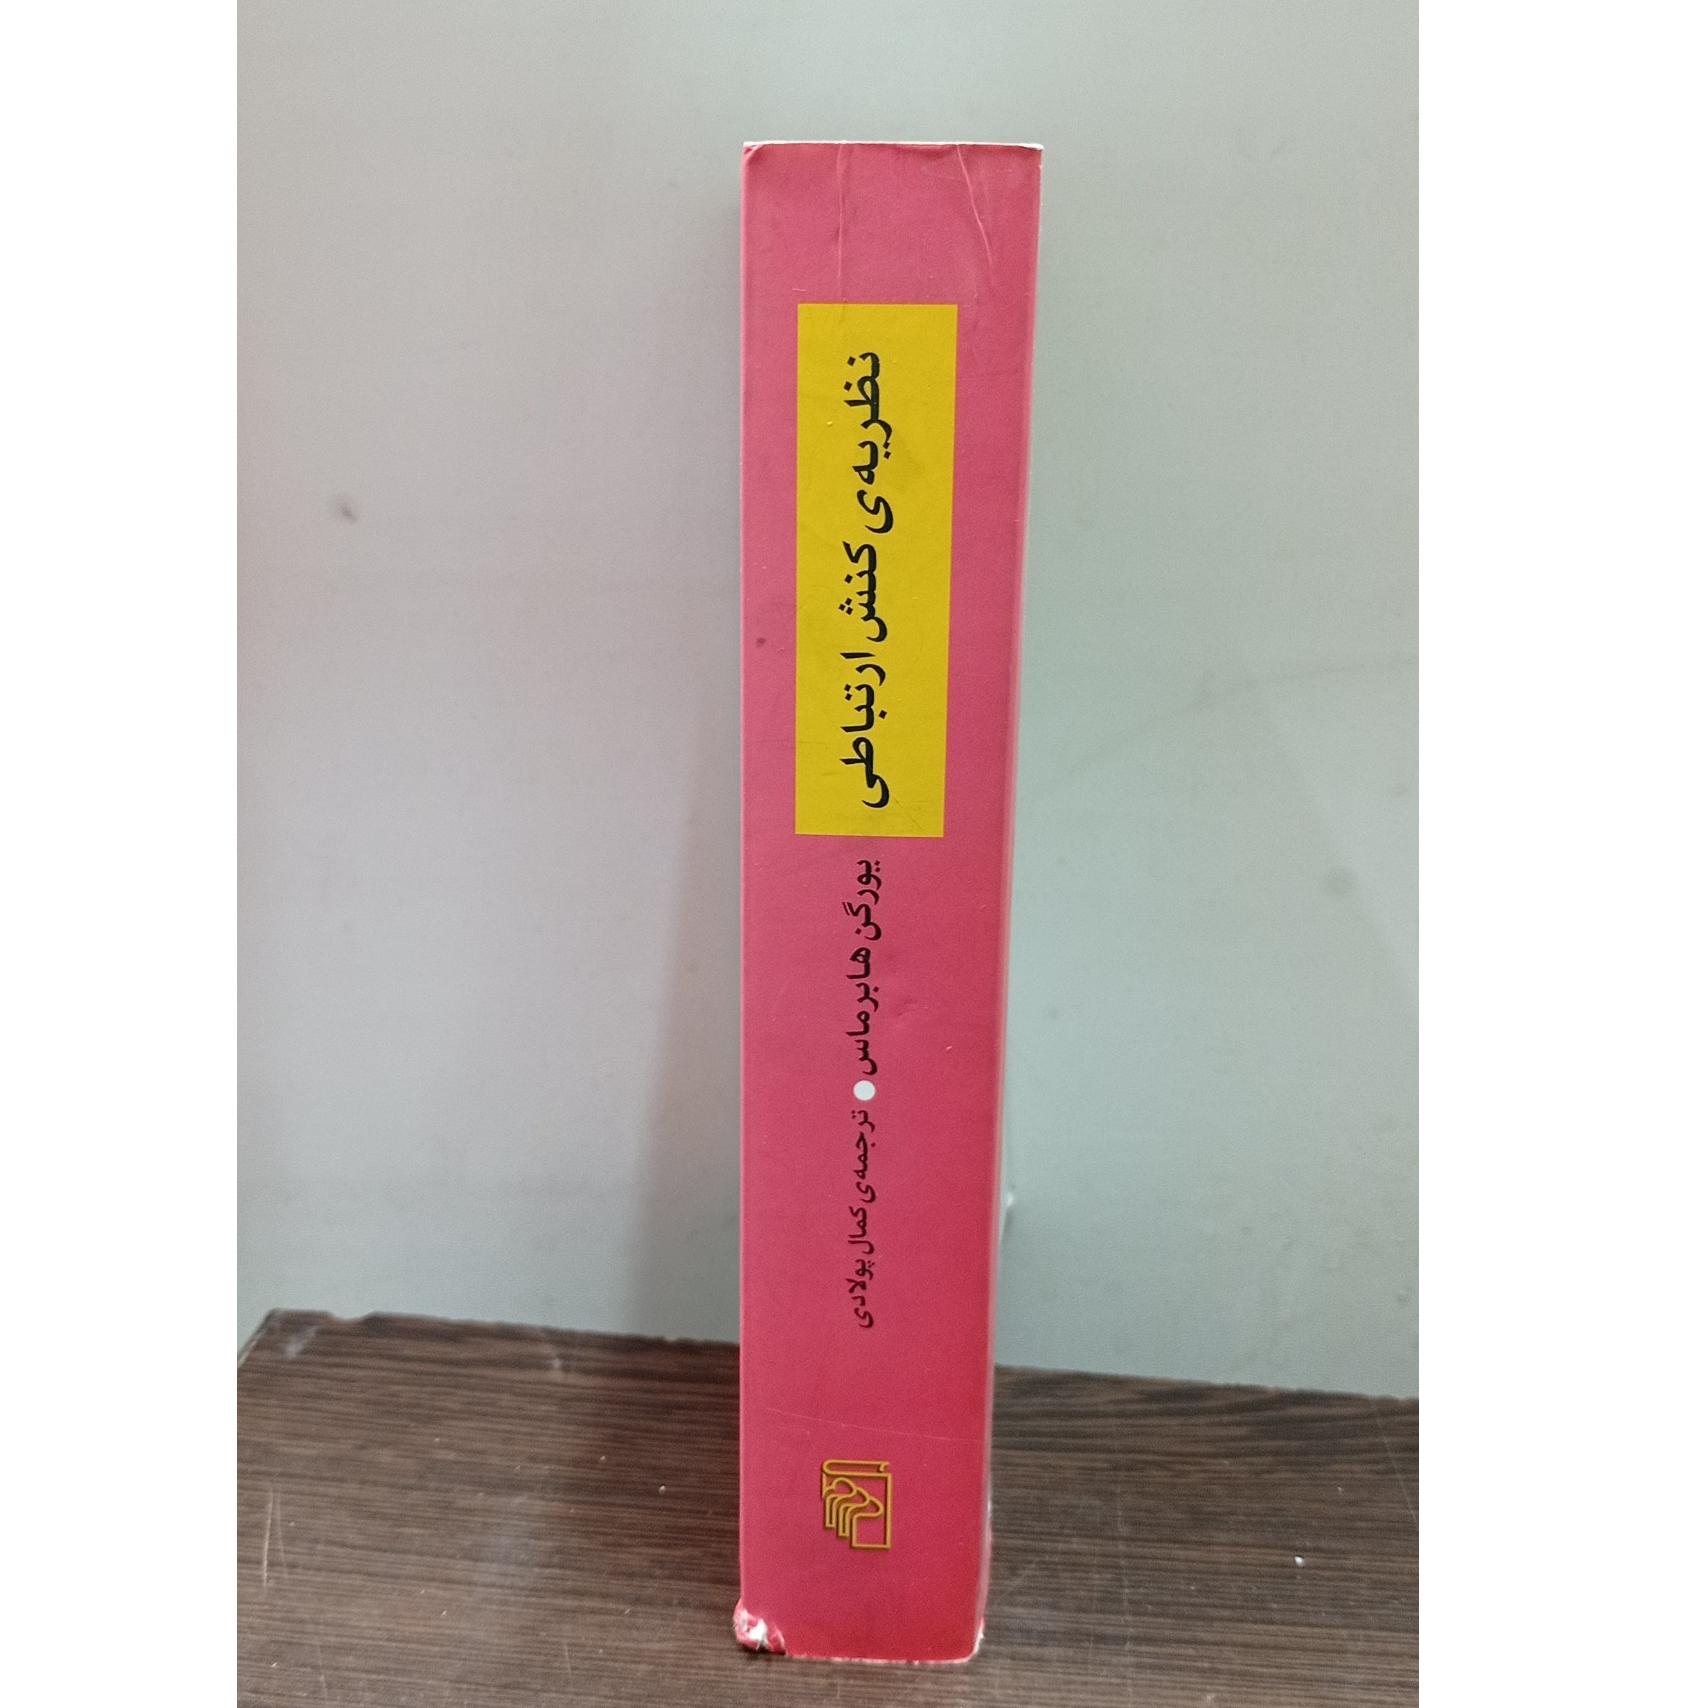 نظریه‌ی کنش ارتباطی
یورگن هابرماس ● ترجمه‌ی کمال پولادی